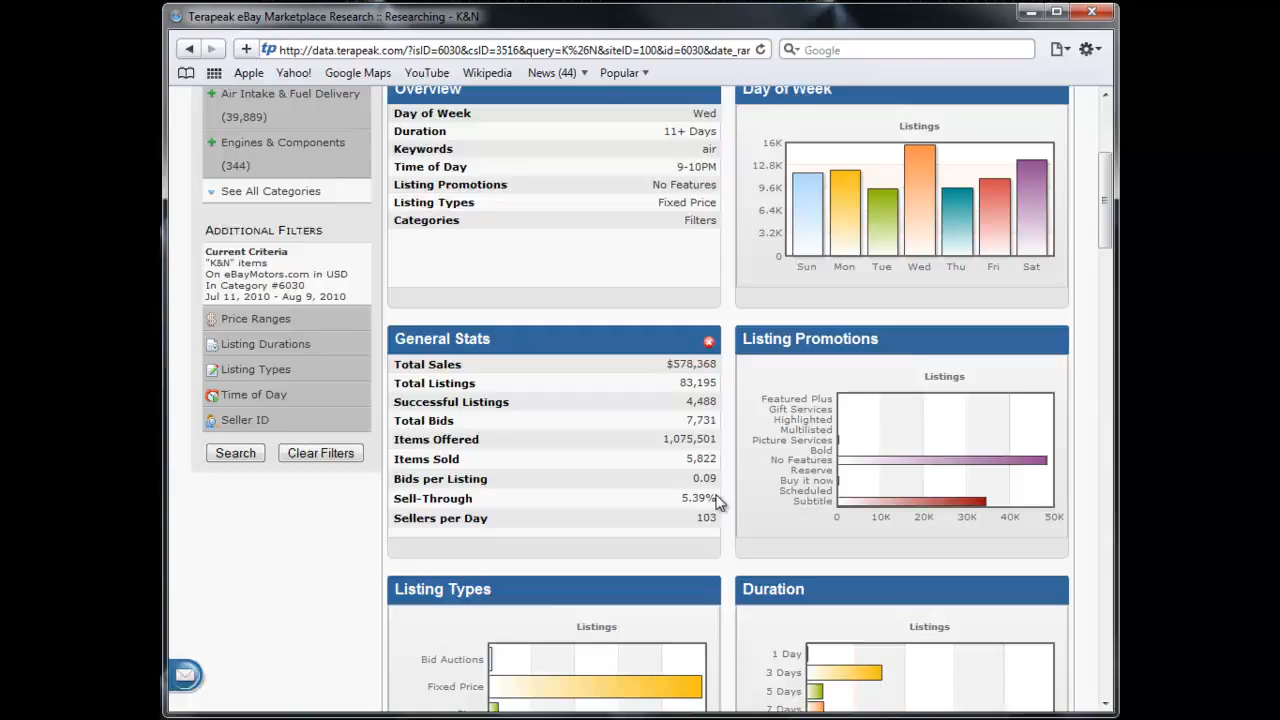 Terapeak eBay Marketplace Research :: Researching - K&N
tp http://data.terapeak.com/?isID=6030&csID=3516&query=K%26N&siteID=100&id=6030&date_rar
Google
Apple Yahoo! Google Maps YouTube Wikipedia News (44) Popular
Air Intake & Fuel Delivery
(39,889)
Engines & Components
(344)
See All Categories
ADDITIONAL FILTERS
Current Criteria
"K&N" items
On eBayMotors.com in USD
In Category #6030
Jul 11, 2010 - Aug 9, 2010
Price Ranges
Listing Durations
Listing Types
Time of Day
Seller ID
Search Clear Filters
Overview
Day of Week Wed
Duration 11+ Days
Keywords air
Time of Day 9-10PM
Listing Promotions No Features
Listing Types Fixed Price
Categories Filters
Day of Week
Listings
16K
12.8K
9.6K
6.4K
3.2K
0
Sun Mon Tue Wed Thu Fri Sat
General Stats
Total Sales $578,368
Total Listings 83,195
Successful Listings 4,488
Total Bids 7,731
Items Offered 1,075,501
Items Sold 5,822
Bids per Listing 0.09
Sell-Through 5.39%
Sellers per Day 103
Listing Promotions
Listings
Featured Plus
Gift Services
Highlighted
Multilisted
Picture Services
Bold
No Features
Reserve
Buy it now
Scheduled
Subtitle
0 10K 20K 30K 40K 50K
Listing Types
Listings
Bid Auctions
Fixed Price
Duration
Listings
1 Day
3 Days
5 Days
7 Days